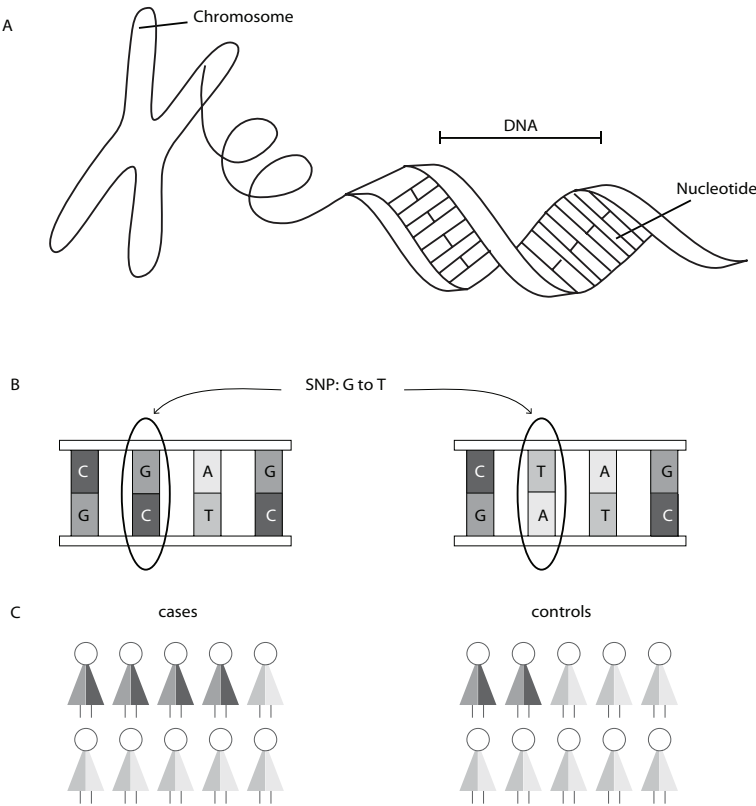 A
Chromosome
DNA
Nucleotide
B
SNP: G to T
C G A G
G C T C
C T A G
G A T C
C
cases
controls